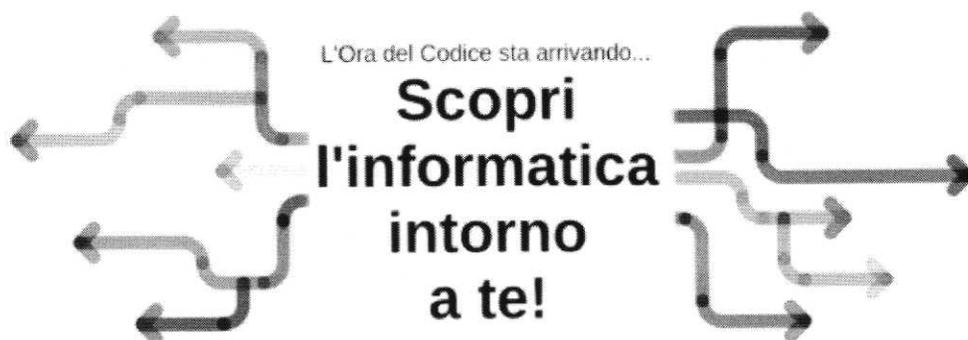 L'Ora del Codice sta arrivando...
Scopri
l'informatica
intorno
a te!